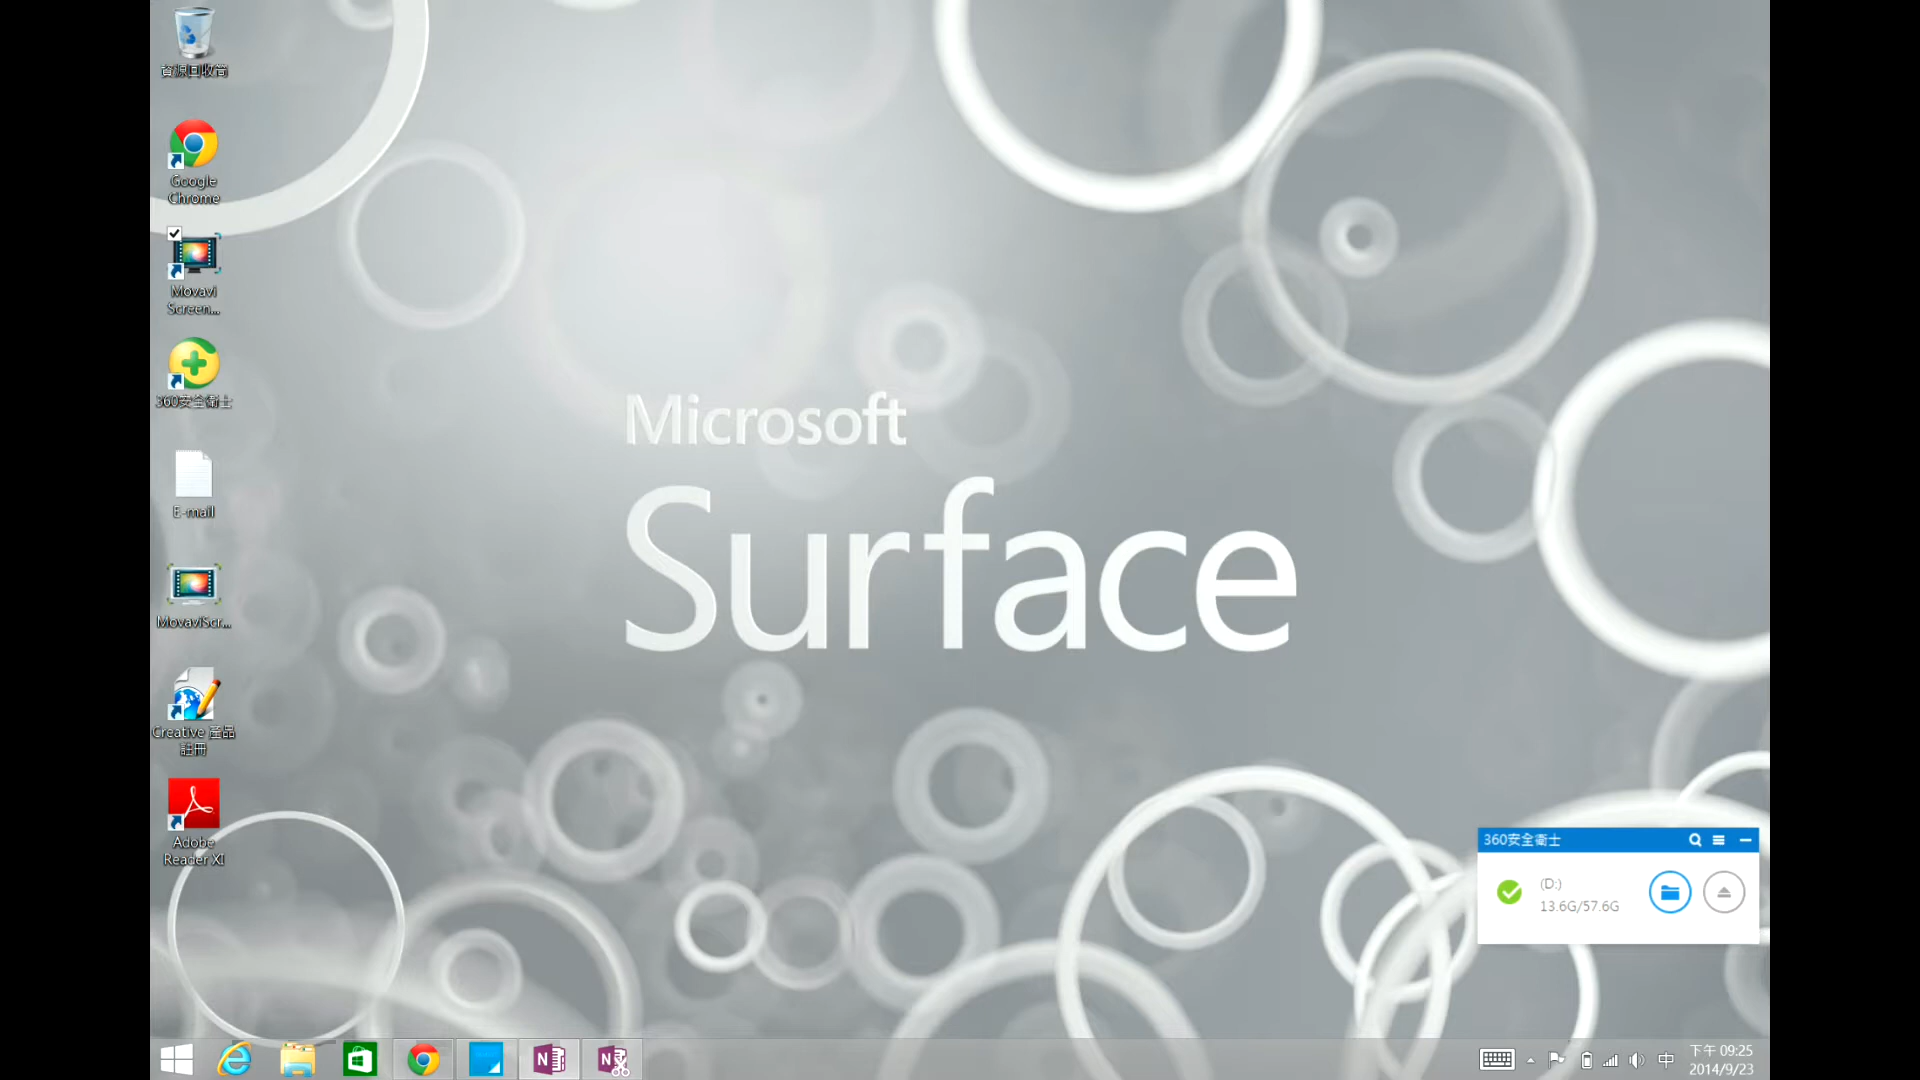 資源回收筒
Google
Chrome
Movavi
Screen...
360安全衛士
E-mail
MovaviScr...
Creative 產品
註冊
Adobe
Reader XI
Microsoft
Surface
360安全衛士
(D:)
13.6G/57.6G
中
下午 09:25
2014/9/23